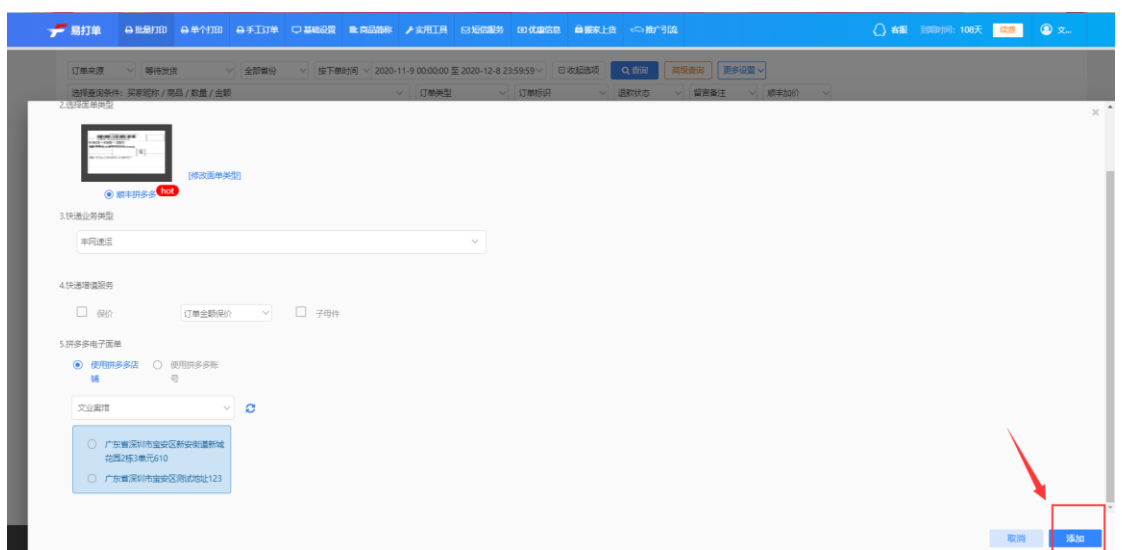 易打单 批量打印 单个打印 手工订单 基础设置 商品简称 实用工具 短信服务 优惠信息 搬家上货 推广引流 客服 到期时间: 100天 续费 文...
订单来源 等待发货 全部省份 按下单时间 2020-11-9 00:00:00 至 2020-12-8 23:59:59 收起选项 查询 高级查询 更多设置
选择查询条件: 买家昵称 / 商品 / 数量 / 金额 订单类型 订单标识 退款状态 留言备注 顺丰加价
2.选择面单类型
[修改面单类型]
顺丰拼多多 hot
3.快递业务类型
4.快递增值服务
保价 订单金额保价 子母件
5.拼多多电子面单
使用拼多多店 使用拼多多账
铺 号
广东省深圳市宝安区新安街道新城
花园2栋3单元610
广东省深圳市宝安区测试地址123
取消 添加